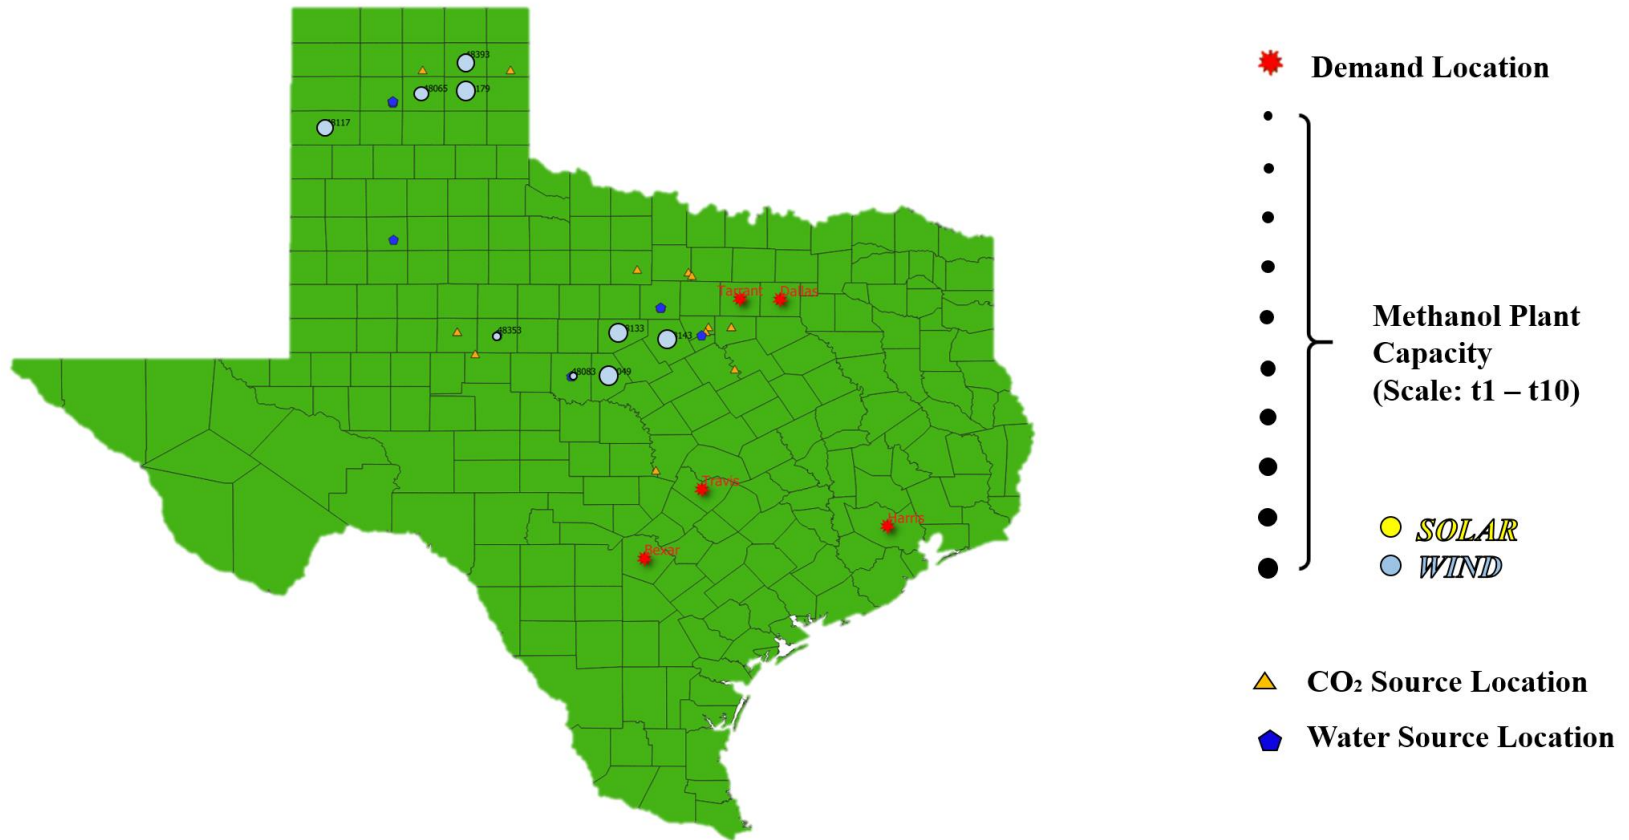 48393
48065
179
117
Demand Location
Tarrant
Dallas
48353
133
143
48083
049
Methanol Plant
Capacity
(Scale: t1 – t10)
Travis
Harris
Bexar
SOLAR
WIND
CO₂ Source Location
Water Source Location